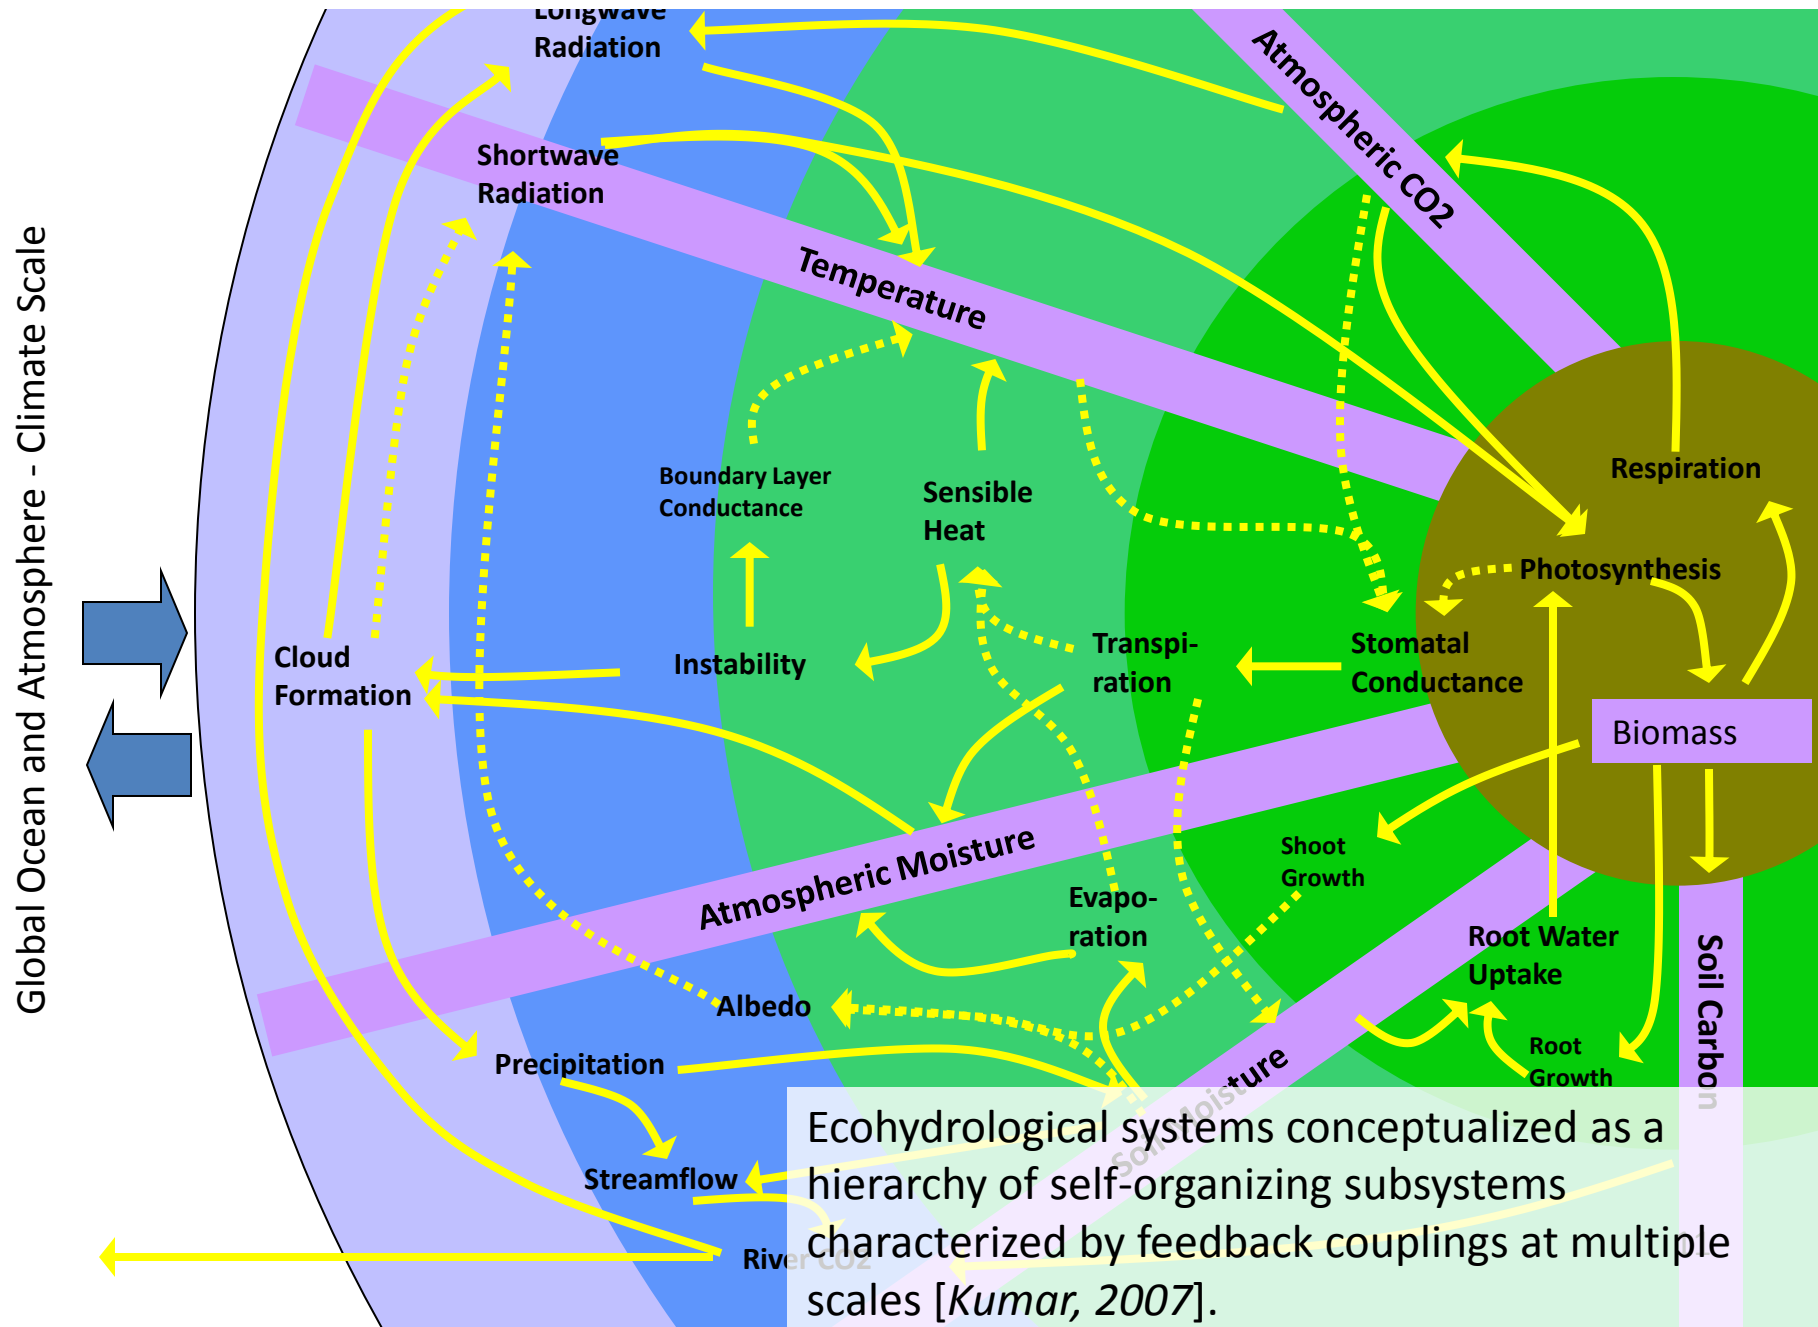 Longwave
Radiation
Atmospheric CO2
Shortwave
Radiation
Temperature
Global Ocean and Atmosphere - Climate Scale
Boundary Layer
Conductance
Sensible
Heat
Respiration
Photosynthesis
Cloud
Formation
Instability
Transpi-
ration
Stomatal
Conductance
Biomass
Atmospheric Moisture
Shoot
Growth
Evapo-
ration
Root Water
Uptake
Soil Carbon
Albedo
Precipitation
Root
Growth
Soil Moisture
Streamflow
River CO2
Ecohydrological systems conceptualized as a
hierarchy of self-organizing subsystems
characterized by feedback couplings at multiple
scales [Kumar, 2007].